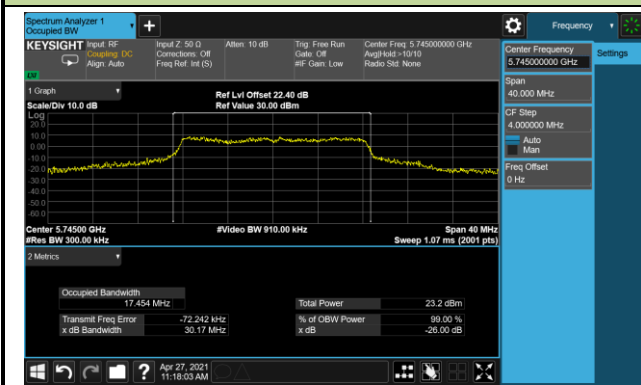 Spectrum Analyzer 1
Occupied BW
+
Frequency
KEYSIGHT
Input: RF
Coupling: DC
Align: Auto
Input Z: 50 Ω
Corrections: Off
Freq Ref: Int (S)
Atten: 10 dB
Trig: Free Run
Gate: Off
#IF Gain: Low
Center Freq: 5.745000000 GHz
Avg|Hold:>10/10
Radio Std: None
Center Frequency
5.745000000 GHz
Settings
Span
40.000 MHz
CF Step
4.000000 MHz
Auto
Man
Freq Offset
0 Hz
1 Graph
Scale/Div 10.0 dB
Ref Lvl Offset 22.40 dB
Ref Value 30.00 dBm
Log
20.0
10.0
0.00
-10.0
-20.0
-30.0
-40.0
-50.0
-60.0
Center 5.74500 GHz
#Video BW 910.00 kHz
Span 40 MHz
#Res BW 300.00 kHz
Sweep 1.07 ms (2001 pts)
2 Metrics
Occupied Bandwidth
17.454 MHz
Total Power
23.2 dBm
Transmit Freq Error
-72.242 kHz
% of OBW Power
99.00 %
x dB Bandwidth
30.17 MHz
x dB
-26.00 dB
?
Apr 27, 2021
11:18:03 AM